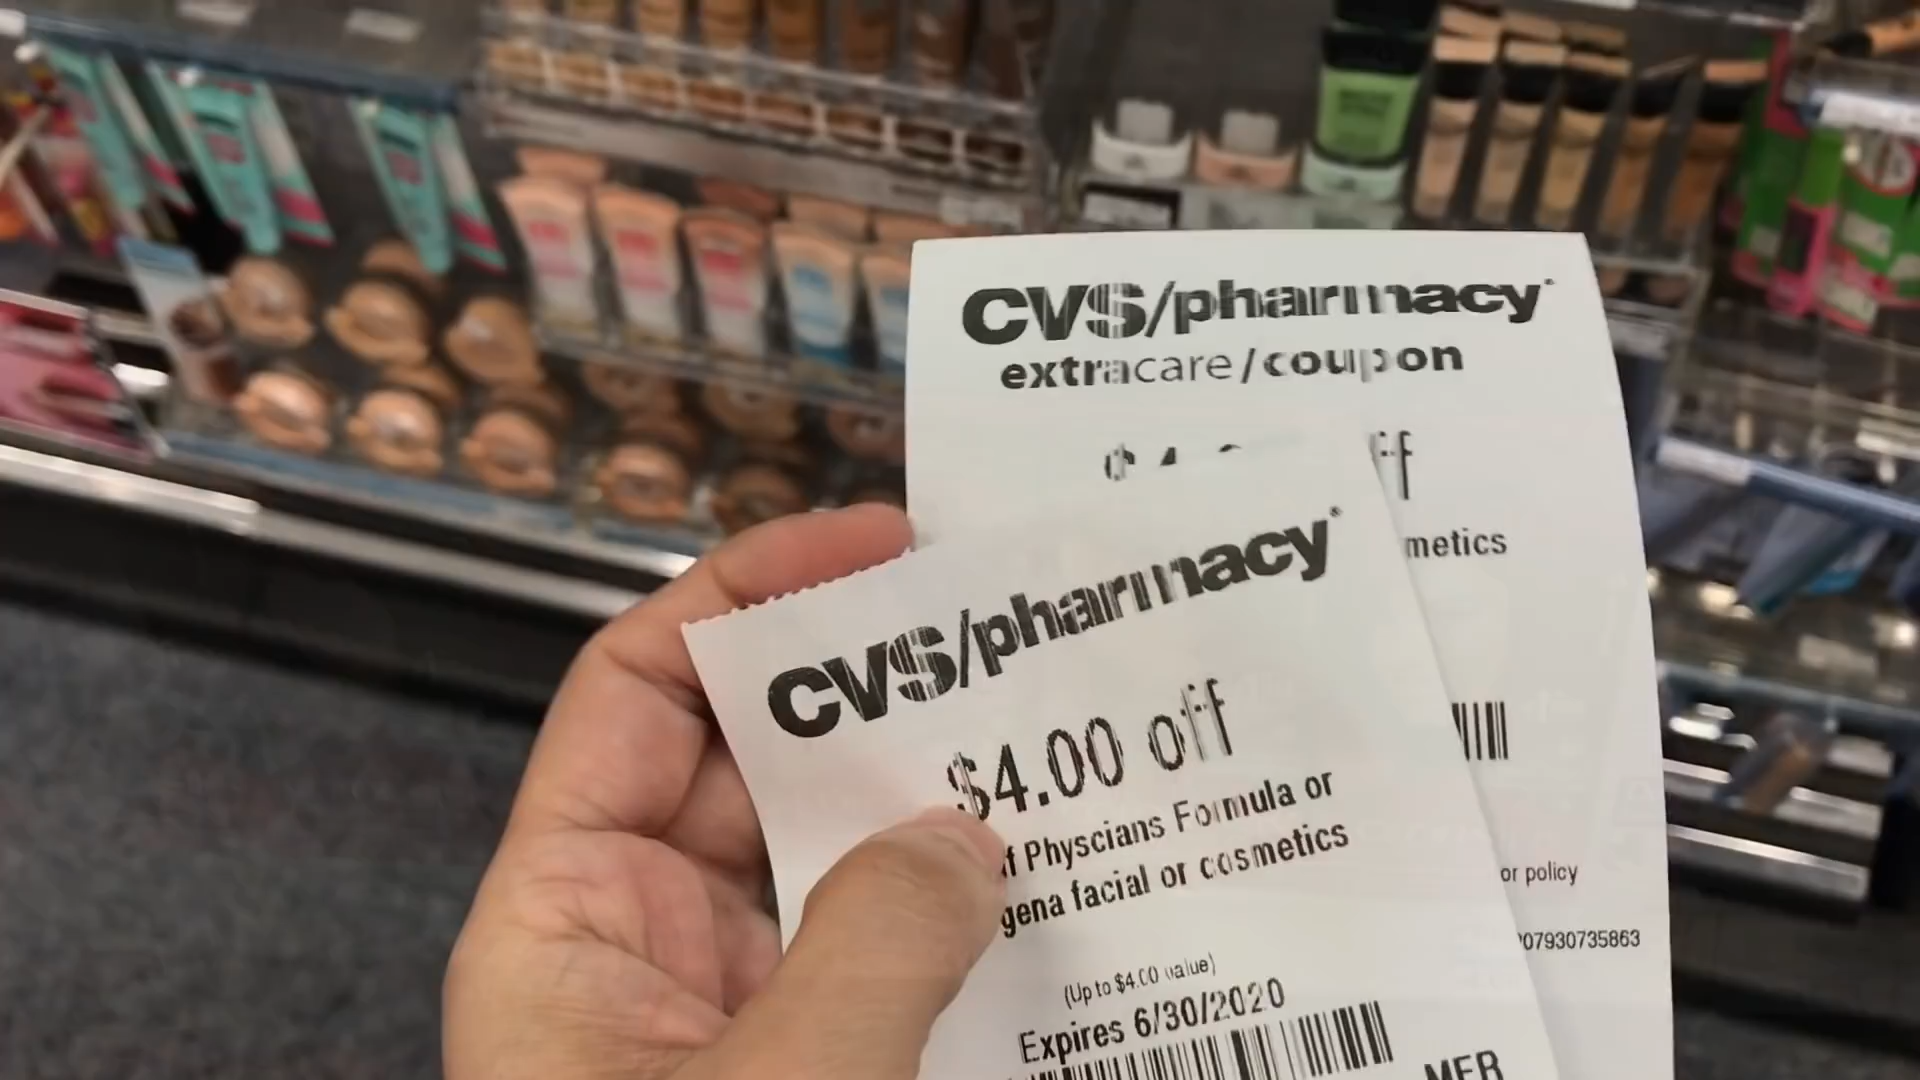 CVS/pharmacy
extracare/coupon
metics
or policy
07930735863
CVS/pharmacy
$4.00 off
f Physcians Formula or
gena facial or cosmetics
(Up to $4.00 value)
Expires 6/30/2020
MFR